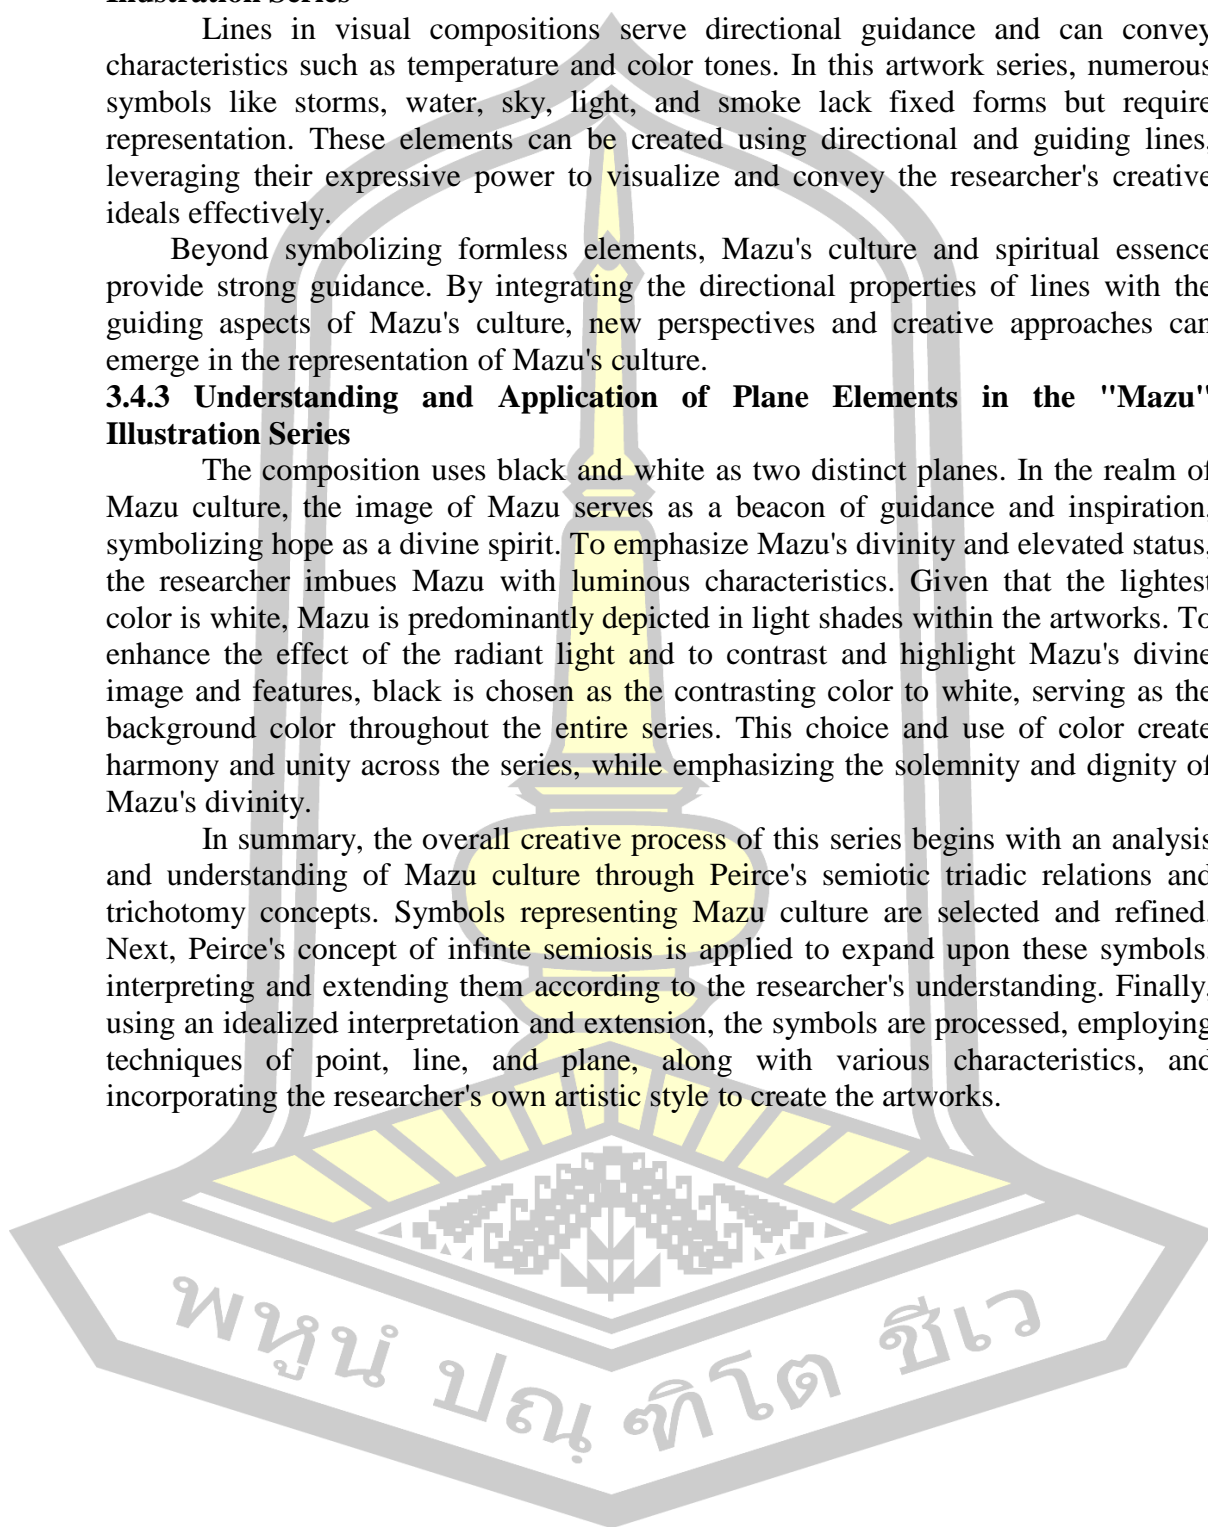 Illustration Series
Lines in visual compositions serve directional guidance and can convey
characteristics such as temperature and color tones. In this artwork series, numerous
symbols like storms, water, sky, light, and smoke lack fixed forms but require
representation. These elements can be created using directional and guiding lines,
leveraging their expressive power to visualize and convey the researcher's creative
ideals effectively.
Beyond symbolizing formless elements, Mazu's culture and spiritual essence
provide strong guidance. By integrating the directional properties of lines with the
guiding aspects of Mazu's culture, new perspectives and creative approaches can
emerge in the representation of Mazu's culture.
3.4.3 Understanding and Application of Plane Elements in the "Mazu"
Illustration Series
The composition uses black and white as two distinct planes. In the realm of
Mazu culture, the image of Mazu serves as a beacon of guidance and inspiration,
symbolizing hope as a divine spirit. To emphasize Mazu's divinity and elevated status,
the researcher imbues Mazu with luminous characteristics. Given that the lightest
color is white, Mazu is predominantly depicted in light shades within the artworks. To
enhance the effect of the radiant light and to contrast and highlight Mazu's divine
image and features, black is chosen as the contrasting color to white, serving as the
background color throughout the entire series. This choice and use of color create
harmony and unity across the series, while emphasizing the solemnity and dignity of
Mazu's divinity.
In summary, the overall creative process of this series begins with an analysis
and understanding of Mazu culture through Peirce's semiotic triadic relations and
trichotomy concepts. Symbols representing Mazu culture are selected and refined.
Next, Peirce's concept of infinte semiosis is applied to expand upon these symbols,
interpreting and extending them according to the researcher's understanding. Finally,
using an idealized interpretation and extension, the symbols are processed, employing
techniques of point, line, and plane, along with various characteristics, and
incorporating the researcher's own artistic style to create the artworks.
พหูนํ ปณฺฑิโต ชีเว